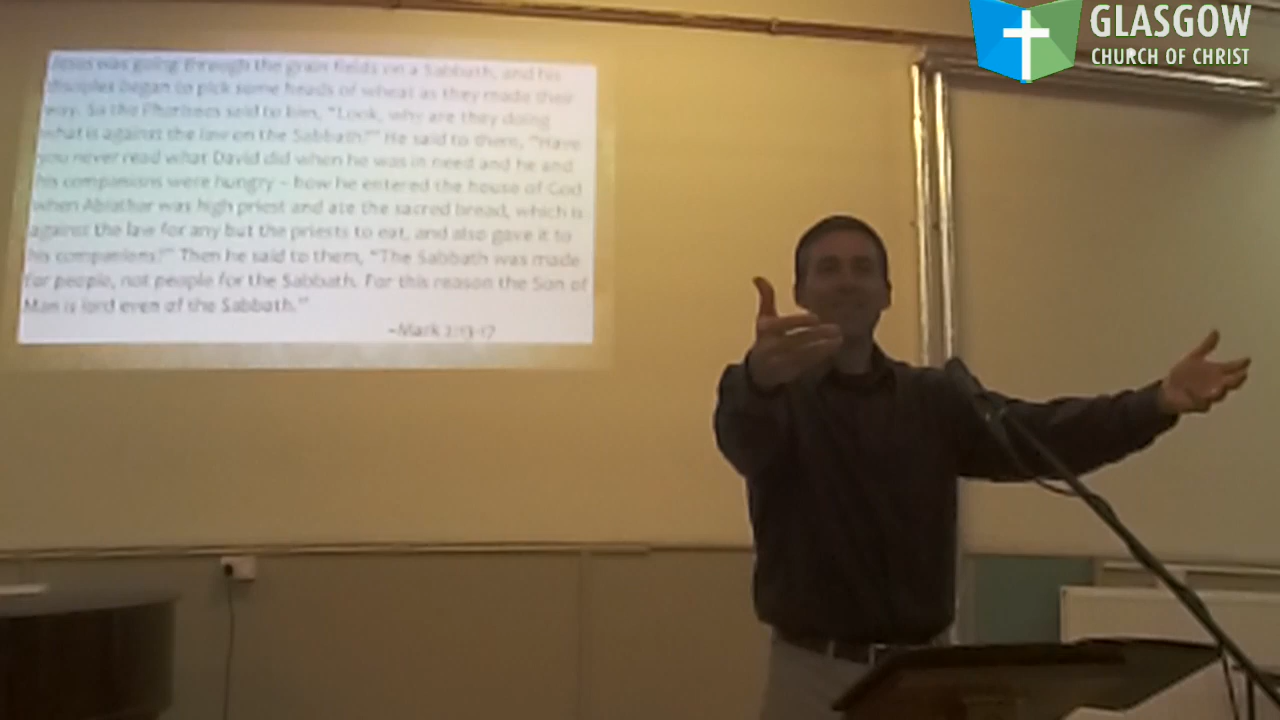 Jesus was going through the grain fields on a Sabbath, and his
disciples began to pick some heads of wheat as they made their
way. So the Pharisees said to him, "Look, why are they doing
what is against the law on the Sabbath?" He said to them, "Have
you never read what David did when he was in need and he and
his companions were hungry – how he entered the house of God
when Abiathar was high priest and ate the sacred bread, which is
against the law for any but the priests to eat, and also gave it to
his companions?" Then he said to them, "The Sabbath was made
for people, not people for the Sabbath. For this reason the Son of
Man is lord even of the Sabbath."
–Mark 2:13-17
GLASGOW
CHURCH OF CHRIST